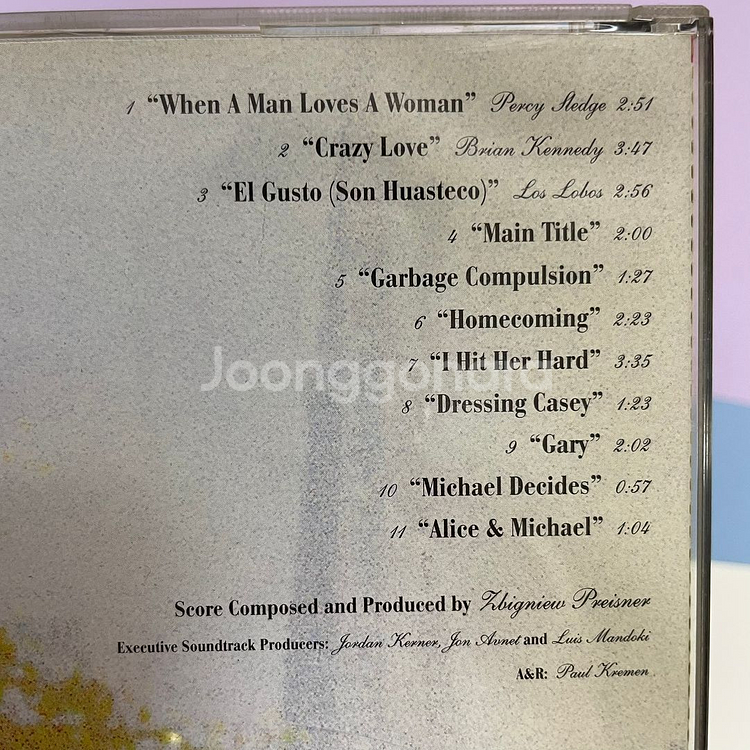 1 "When A Man Loves A Woman" Percy Sledge 2:51
2 "Crazy Love" Brian Kennedy 3:47
3 "El Gusto (Son Huasteco)" Los Lobos 2:56
4 "Main Title" 2:00
5 "Garbage Compulsion" 1:27
6 "Homecoming" 2:23
7 "I Hit Her Hard" 3:35
Joonggonara
8 "Dressing Casey" 1:23
9 "Gary" 2:02
10 "Michael Decides" 0:57
11 "Alice & Michael" 1:04
Score Composed and Produced by Zbigniew Preisner
Executive Soundtrack Producers: Jordan Kerner, Jon Avnet and Luis Mandoki
A&R: Paul Kremen